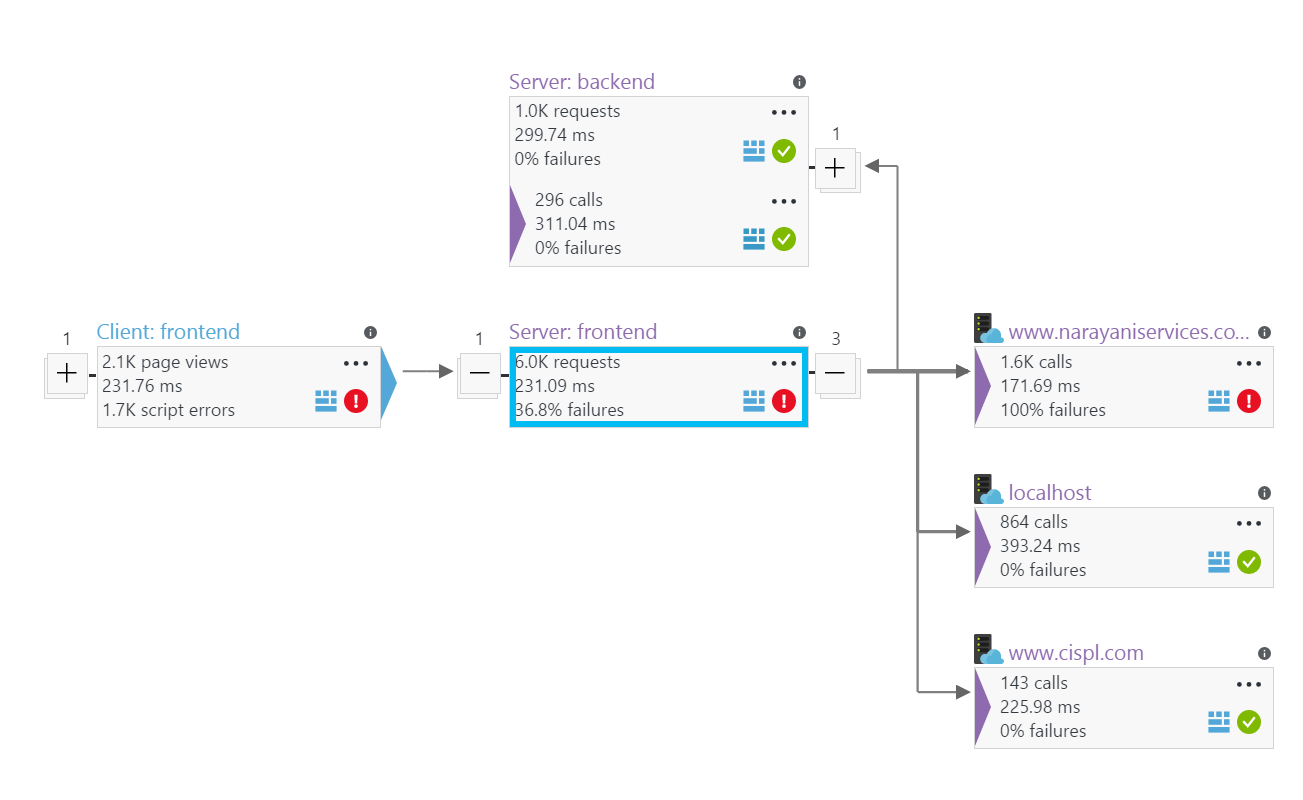 Server: backend
1.0K requests
299.74 ms
0% failures
296 calls
311.04 ms
0% failures
1
1
Client: frontend
2.1K page views
231.76 ms
1.7K script errors
1
Server: frontend
6.0K requests
231.09 ms
36.8% failures
3
www.narayaniservices.co...
1.6K calls
171.69 ms
100% failures
localhost
864 calls
393.24 ms
0% failures
www.cispl.com
143 calls
225.98 ms
0% failures